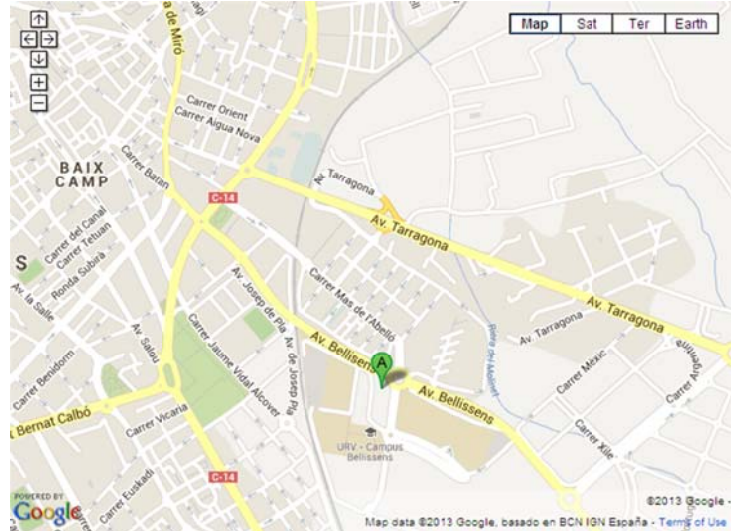 Map
Sat
Ter
Earth
de Miró
Carrer Orient
Carrer Aigua Nova
BAIX
CAMP
Carrer Batan
C-14
Av. Tarragona
Av. Tarragona
Carrer del Canal
Carrer Tetuan
Ronda Subirà
S
Av. la Salle
Av. Josep de Pla
Carrer Mas de l'Abelló
Av. Tarragona
Av. Tarragona
Av. Salou
Carrer Jaume Vidal Alcover
Av. de Josep Pla
Av. Bellisens
A
Av. Bellissens
Carrer Mèxic
Carrer Benidorm
Bernat Calbó
Carrer Vicaria
URV - Campus
Bellissens
Carrer Xile
Carrer Euskadi
C-14
POWERED BY
Google
©2013 Google -
Map data ©2013 Google, basado en BCN IGN España - Terms of Use